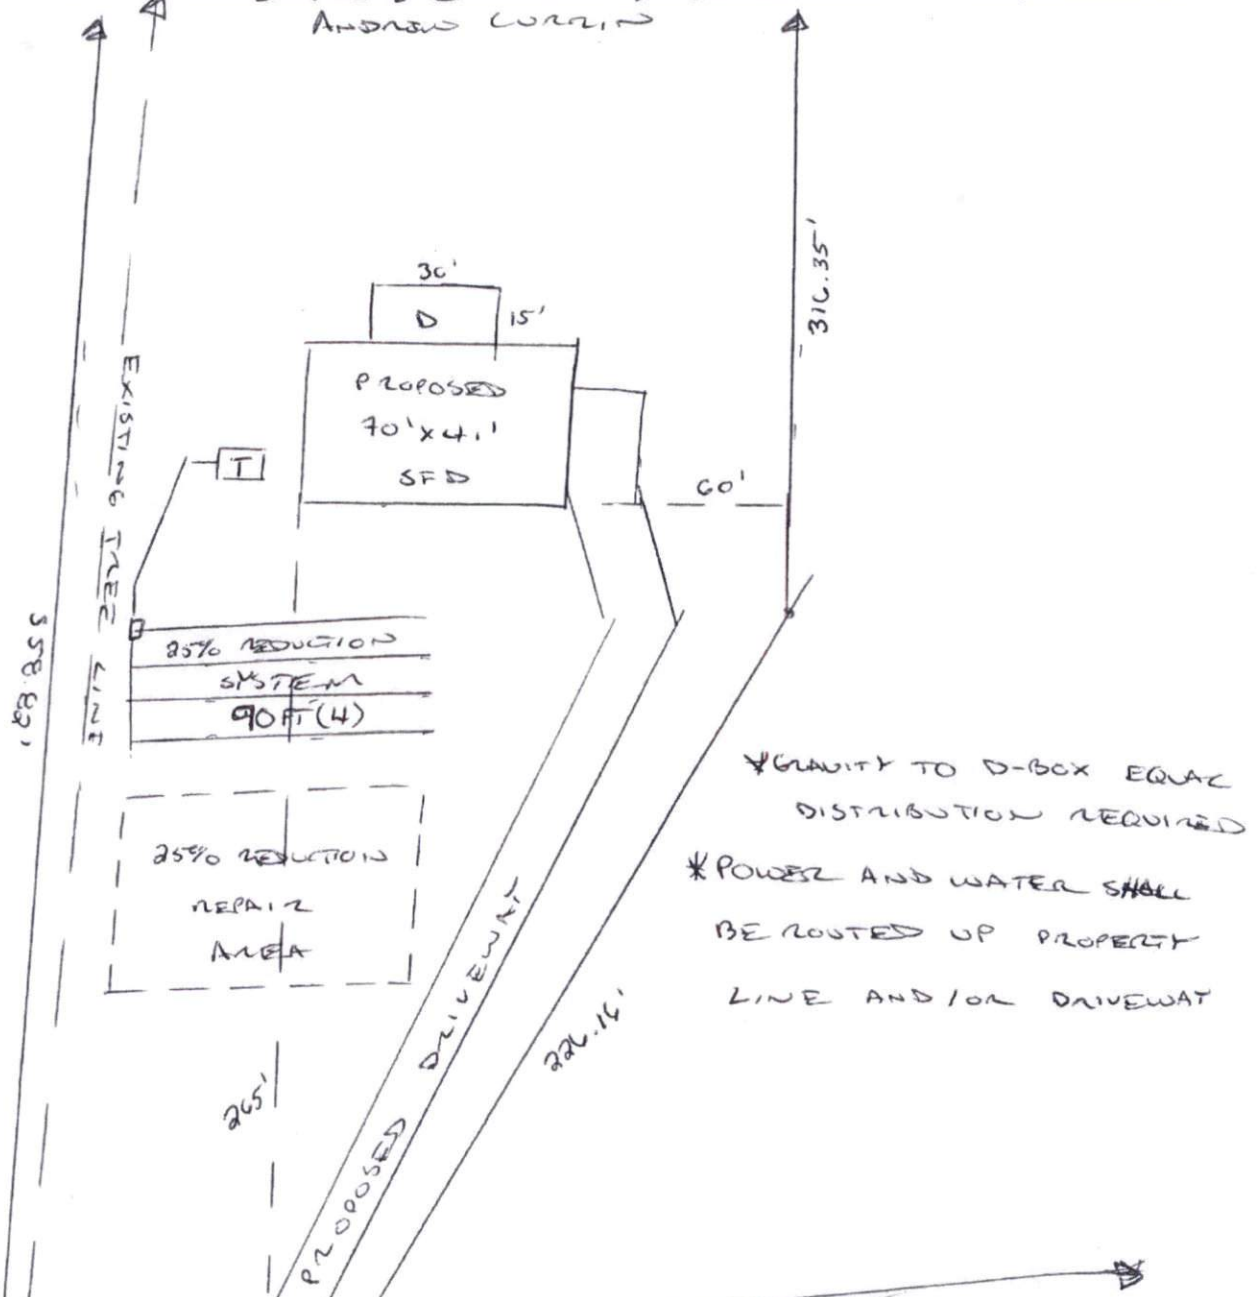 ANDREW CURRIN
30'
D
15'
316.35'
PROPOSED
70'x41'
SFD
T
60'
EXISTING TREE LINE
558.83'
25% REDUCTION
SYSTEM
90FT(4)
25% REDUCTION
REPAIR
AREA
*GRAVITY TO D-BOX EQUAL
DISTRIBUTION REQUIRED
*POWER AND WATER SHALL
BE ROUTED UP PROPERTY
LINE AND/OR DRIVEWAY
265'
PROPOSED DRIVEWAY
226.16'